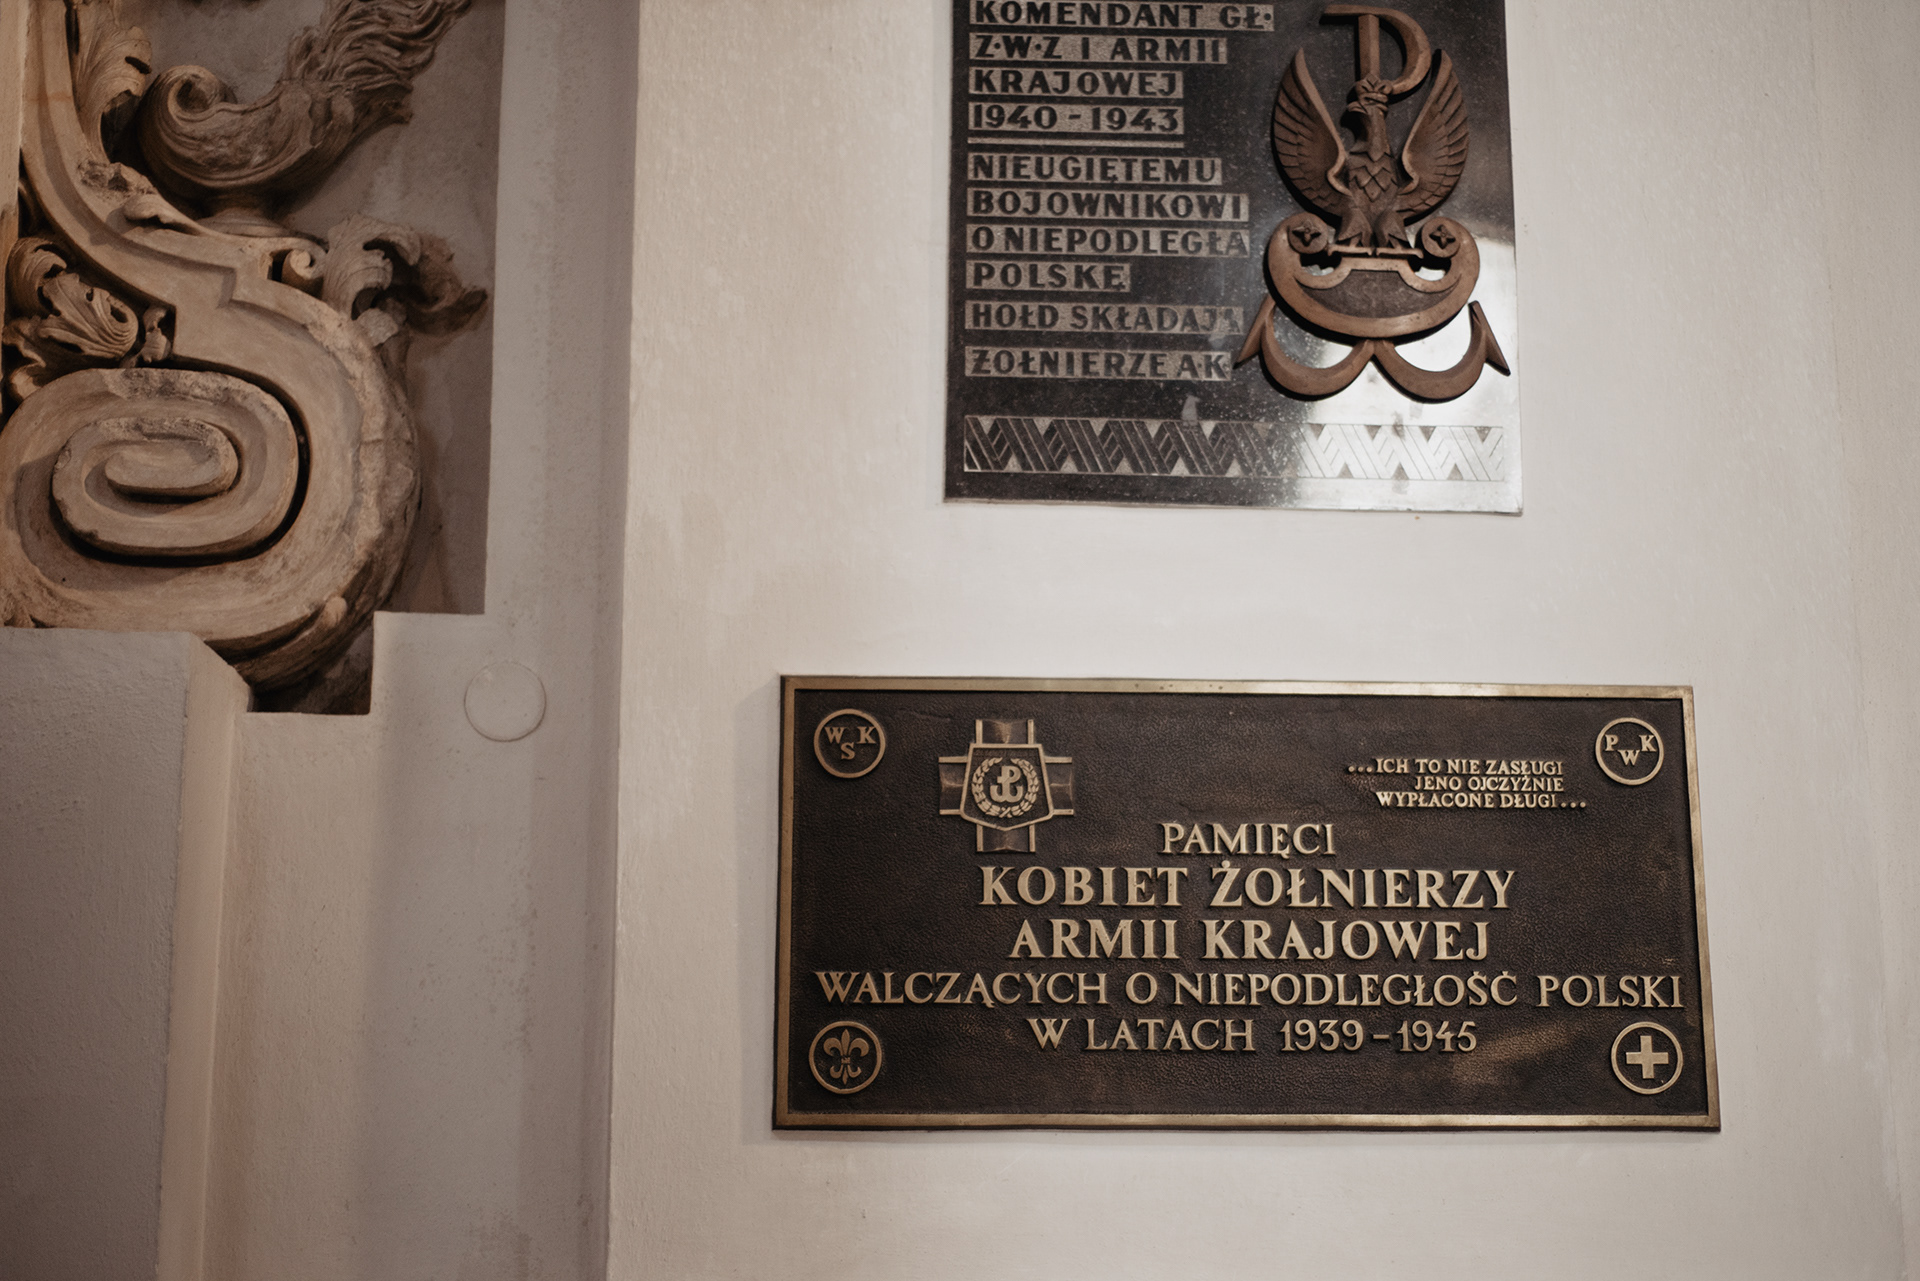 KOMENDANT GŁ·
Z·W·Z I ARMII
KRAJOWEJ
1940 - 1943
NIEUGIĘTEMU
BOJOWNIKOWI
O NIEPODLEGŁĄ
POLSKĘ
HOŁD SKŁADAJĄ
ŻOŁNIERZE A·K
WSK
PWK
...ICH TO NIE ZASŁUGI
JENO OJCZYŹNIE
WYPŁACONE DŁUGI...
PAMIĘCI
KOBIET ŻOŁNIERZY
ARMII KRAJOWEJ
WALCZĄCYCH O NIEPODLEGŁOŚĆ POLSKI
W LATACH 1939-1945